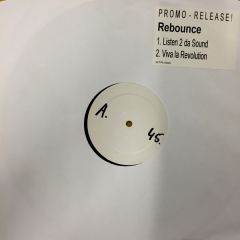 PROMO - RELEASE!
Rebounce
1. Listen 2 da Sound
2. Viva la Revolution
A.
45.